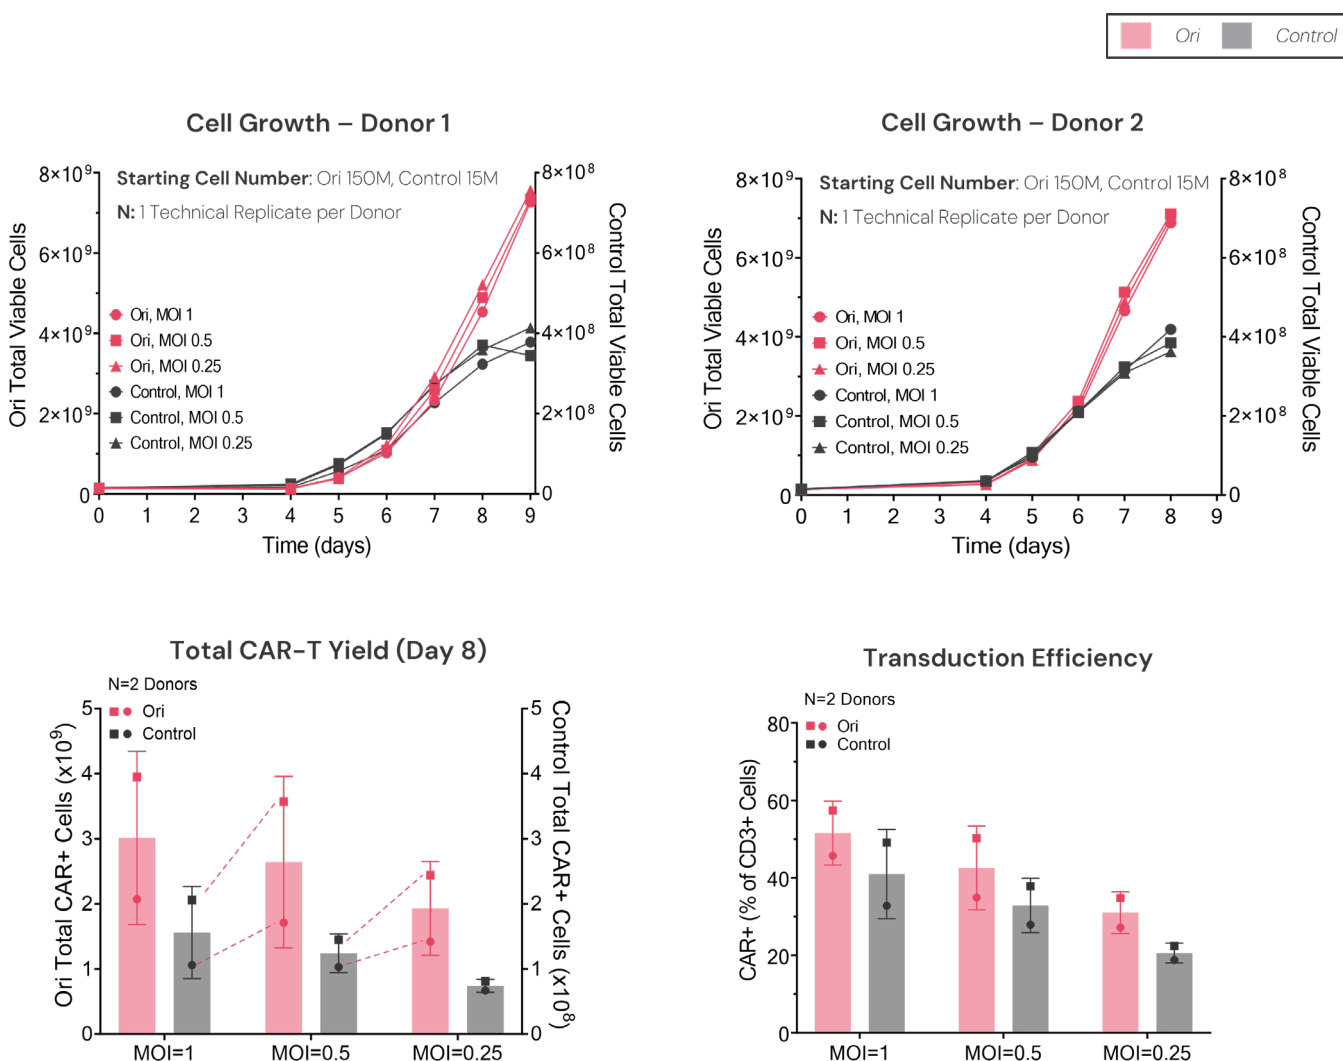 Ori Control
Cell Growth – Donor 1
8×10⁹
6×10⁹
4×10⁹
2×10⁹
0
Ori Total Viable Cells
Starting Cell Number: Ori 150M, Control 15M
N: 1 Technical Replicate per Donor
Ori, MOI 1
Ori, MOI 0.5
Ori, MOI 0.25
Control, MOI 1
Control, MOI 0.5
Control, MOI 0.25
8×10⁸
6×10⁸
4×10⁸
2×10⁸
0
Control Total Viable Cells
0 1 2 3 4 5 6 7 8 9
Time (days)
Cell Growth – Donor 2
8×10⁹
6×10⁹
4×10⁹
2×10⁹
0
Ori Total Viable Cells
Starting Cell Number: Ori 150M, Control 15M
N: 1 Technical Replicate per Donor
Ori, MOI 1
Ori, MOI 0.5
Ori, MOI 0.25
Control, MOI 1
Control, MOI 0.5
Control, MOI 0.25
8×10⁸
6×10⁸
4×10⁸
2×10⁸
0
Control Total Viable Cells
0 1 2 3 4 5 6 7 8 9
Time (days)
Total CAR-T Yield (Day 8)
N=2 Donors
Ori
Control
5
4
3
2
1
0
Ori Total CAR+ Cells (x10⁹)
5
4
3
2
1
0
Control Total CAR+ Cells (x10⁸)
MOI=1 MOI=0.5 MOI=0.25
Transduction Efficiency
N=2 Donors
Ori
Control
80
60
40
20
0
CAR+ (% of CD3+ Cells)
MOI=1 MOI=0.5 MOI=0.25